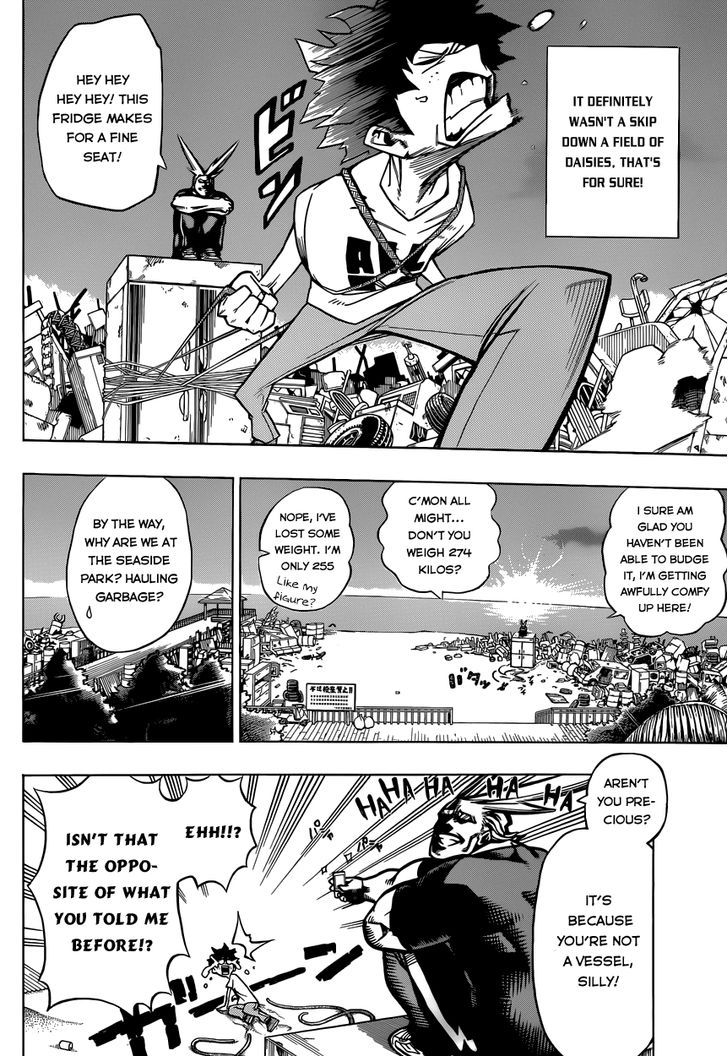 IT DEFINITELY
WASN'T A SKIP
DOWN A FIELD OF
DAISIES, THAT'S
FOR SURE!
HEY HEY
HEY HEY! THIS
FRIDGE MAKES
FOR A FINE
SEAT!
ビン
I SURE AM
GLAD YOU
HAVEN'T BEEN
ABLE TO BUDGE
IT, I'M GETTING
AWFULLY COMFY
UP HERE!
C'MON ALL
MIGHT...
DON'T YOU
WEIGH 274
KILOS?
NOPE, I'VE
LOST SOME
WEIGHT. I'M
ONLY 255
Like my
figure?
BY THE WAY,
WHY ARE WE AT
THE SEASIDE
PARK? HAULING
GARBAGE?
AREN'T
YOU PRE-
CIOUS?
IT'S
BECAUSE
YOU'RE NOT
A VESSEL,
SILLY!
HA HA HA HA HA
EHH!!?
ISN'T THAT
THE OPPO-
SITE OF WHAT
YOU TOLD ME
BEFORE!?